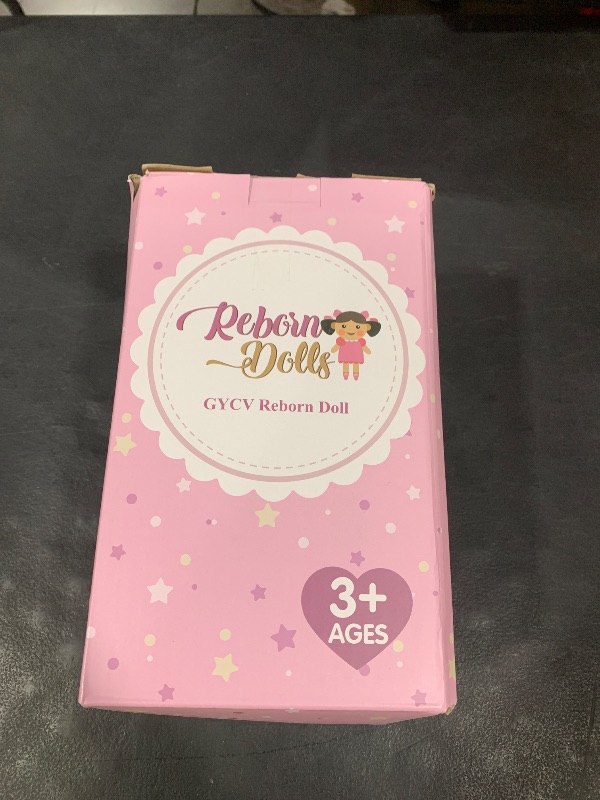 Reborn
Dolls
GYCV Reborn Doll
3+
AGES